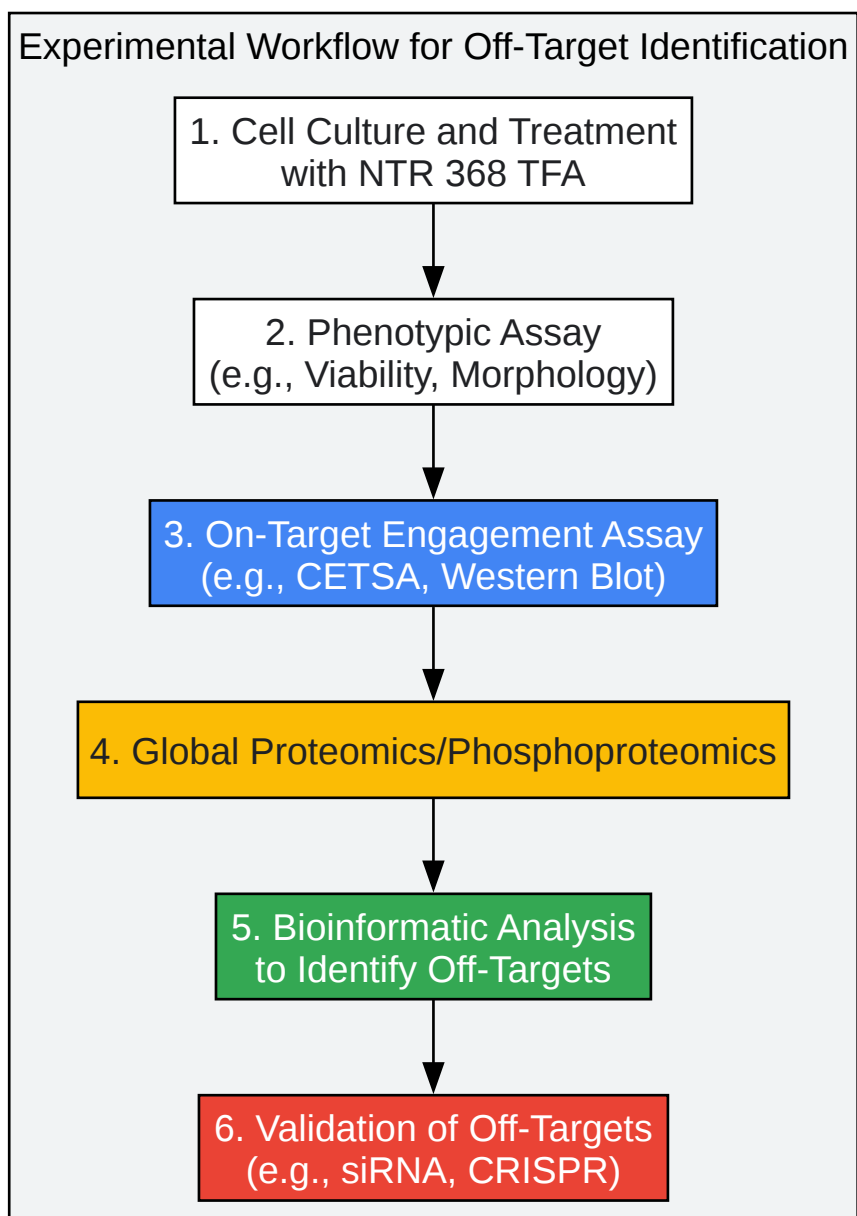 Experimental Workflow for Off-Target Identification
1. Cell Culture and Treatment
with NTR 368 TFA
2. Phenotypic Assay
(e.g., Viability, Morphology)
3. On-Target Engagement Assay
(e.g., CETSA, Western Blot)
4. Global Proteomics/Phosphoproteomics
5. Bioinformatic Analysis
to Identify Off-Targets
6. Validation of Off-Targets
(e.g., siRNA, CRISPR)